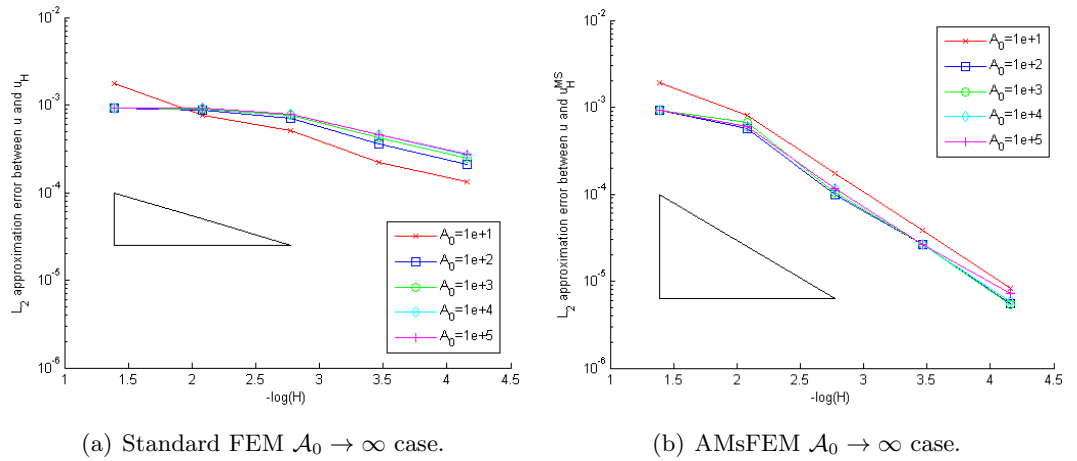 10^-2
10^-3
10^-4
10^-5
10^-6
L_2 approximation error between u and u_H
1 1.5 2 2.5 3 3.5 4 4.5
-log(H)
A_0=1e+1
A_0=1e+2
A_0=1e+3
A_0=1e+4
A_0=1e+5
(a) Standard FEM 𝒜_0 → ∞ case.
10^-2
10^-3
10^-4
10^-5
10^-6
L_2 approximation error between u and u_H^MS
1 1.5 2 2.5 3 3.5 4 4.5
-log(H)
A_0=1e+1
A_0=1e+2
A_0=1e+3
A_0=1e+4
A_0=1e+5
(b) AMsFEM 𝒜_0 → ∞ case.